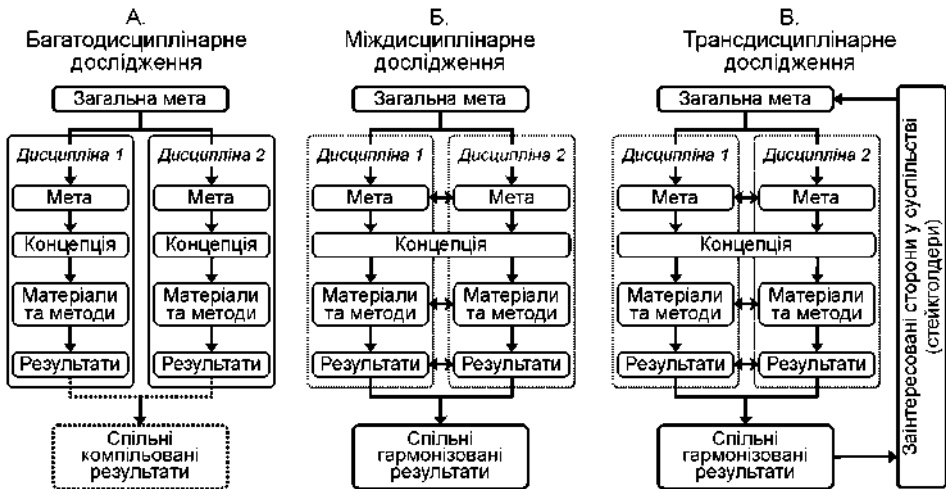 А.
Багатодисциплінарне
дослідження
Загальна мета
Дисципліна 1
Дисципліна 2
Мета
Мета
Концепція
Концепція
Матеріали
та методи
Матеріали
та методи
Результати
Результати
Спільні
компільовані
результати
Б.
Міждисциплінарне
дослідження
Загальна мета
Дисципліна 1
Дисципліна 2
Мета
Мета
Концепція
Матеріали
та методи
Матеріали
та методи
Результати
Результати
Спільні
гармонізовані
результати
В.
Трансдисциплінарне
дослідження
Загальна мета
Дисципліна 1
Дисципліна 2
Мета
Мета
Концепція
Матеріали
та методи
Матеріали
та методи
Результати
Результати
Спільні
гармонізовані
результати
Заінтересовані сторони у суспільстві
(стейкголдери)